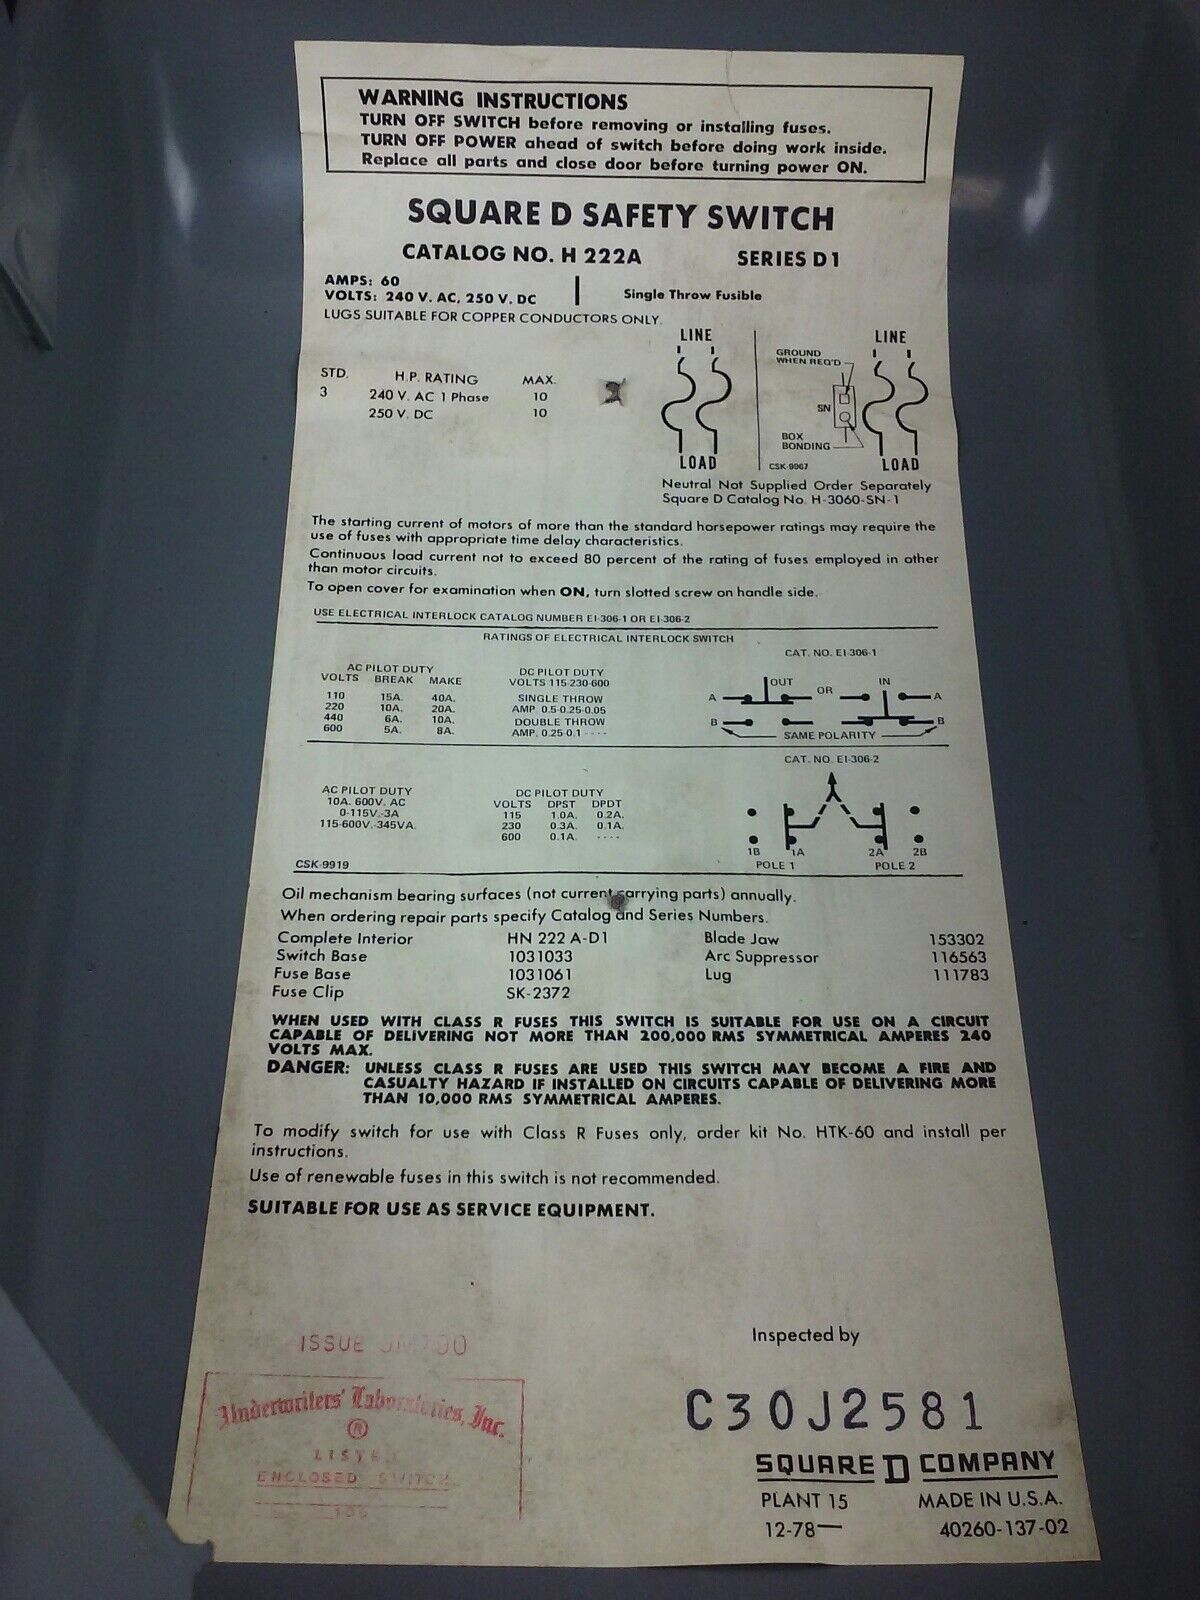 WARNING INSTRUCTIONS
TURN OFF SWITCH before removing or installing fuses.
TURN OFF POWER ahead of switch before doing work inside.
Replace all parts and close door before turning power ON.
SQUARE D SAFETY SWITCH
CATALOG NO. H 222A SERIES D1
AMPS: 60
VOLTS: 240 V. AC, 250 V. DC Single Throw Fusible
LUGS SUITABLE FOR COPPER CONDUCTORS ONLY.
STD. H.P. RATING MAX.
3 240 V. AC 1 Phase 10
250 V. DC 10
LINE
LOAD
LINE
GROUND
WHEN REQ'D
SN
BOX
BONDING
CSK-9967
LOAD
Neutral Not Supplied Order Separately
Square D Catalog No. H-3060-SN-1
The starting current of motors of more than the standard horsepower ratings may require the
use of fuses with appropriate time delay characteristics.
Continuous load current not to exceed 80 percent of the rating of fuses employed in other
than motor circuits.
To open cover for examination when ON, turn slotted screw on handle side.
USE ELECTRICAL INTERLOCK CATALOG NUMBER EI-306-1 OR EI-306-2
RATINGS OF ELECTRICAL INTERLOCK SWITCH
AC PILOT DUTY
VOLTS BREAK MAKE
110 15A. 40A.
220 10A. 20A.
440 6A. 10A.
600 5A. 8A.
DC PILOT DUTY
VOLTS 115-230-600
SINGLE THROW
AMP 0.5-0.25-0.05
DOUBLE THROW
AMP. 0.25-0.1 ----
CAT. NO. EI-306-1
OUT OR IN
A A
B B
SAME POLARITY
AC PILOT DUTY
10A. 600V. AC
0-115V.-3A
115-600V.-345VA.
DC PILOT DUTY
VOLTS DPST DPDT
115 1.0A. 0.2A.
230 0.3A. 0.1A.
600 0.1A. ----
CAT. NO. EI-306-2
1B 1A 2A 2B
POLE 1 POLE 2
CSK-9919
Oil mechanism bearing surfaces (not current carrying parts) annually.
When ordering repair parts specify Catalog and Series Numbers.
Complete Interior HN 222 A-D1 Blade Jaw 153302
Switch Base 1031033 Arc Suppressor 116563
Fuse Base 1031061 Lug 111783
Fuse Clip SK-2372
WHEN USED WITH CLASS R FUSES THIS SWITCH IS SUITABLE FOR USE ON A CIRCUIT
CAPABLE OF DELIVERING NOT MORE THAN 200,000 RMS SYMMETRICAL AMPERES 240
VOLTS MAX.
DANGER: UNLESS CLASS R FUSES ARE USED THIS SWITCH MAY BECOME A FIRE AND
CASUALTY HAZARD IF INSTALLED ON CIRCUITS CAPABLE OF DELIVERING MORE
THAN 10,000 RMS SYMMETRICAL AMPERES.
To modify switch for use with Class R Fuses only, order kit No. HTK-60 and install per
instructions.
Use of renewable fuses in this switch is not recommended.
SUITABLE FOR USE AS SERVICE EQUIPMENT.
Inspected by
ISSUE
Underwriters' Laboratories, Inc.
®
LISTED
ENCLOSED SWITCH
C30J2581
SQUARE D COMPANY
PLANT 15 MADE IN U.S.A.
12-78— 40260-137-02